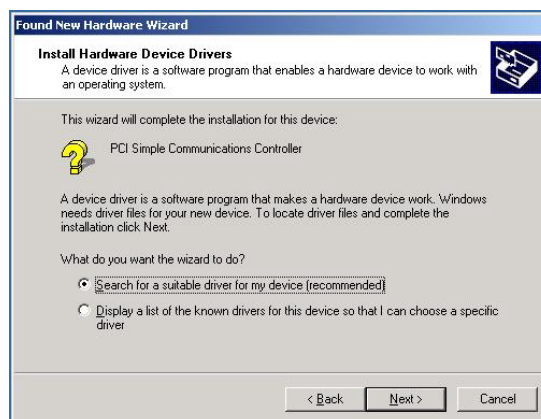 Found New Hardware Wizard
Install Hardware Device Drivers
A device driver is a software program that enables a hardware device to work with
an operating system.
This wizard will complete the installation for this device:
PCI Simple Communications Controller
A device driver is a software program that makes a hardware device work. Windows
needs driver files for your new device. To locate driver files and complete the
installation click Next.
What do you want the wizard to do?
Search for a suitable driver for my device (recommended)
Display a list of the known drivers for this device so that I can choose a specific
driver
< Back Next > Cancel